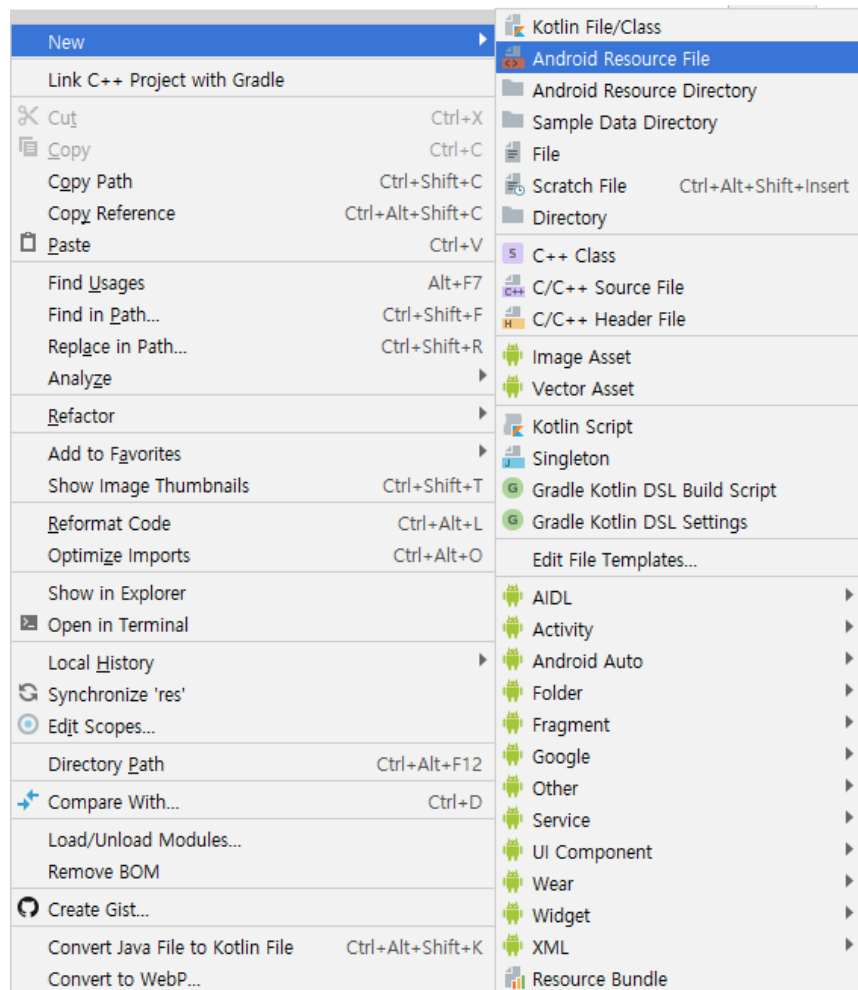 New
Link C++ Project with Gradle
Cut Ctrl+X
Copy Ctrl+C
Copy Path Ctrl+Shift+C
Copy Reference Ctrl+Alt+Shift+C
Paste Ctrl+V
Find Usages Alt+F7
Find in Path... Ctrl+Shift+F
Replace in Path... Ctrl+Shift+R
Analyze
Refactor
Add to Favorites
Show Image Thumbnails Ctrl+Shift+T
Reformat Code Ctrl+Alt+L
Optimize Imports Ctrl+Alt+O
Show in Explorer
Open in Terminal
Local History
Synchronize 'res'
Edit Scopes...
Directory Path Ctrl+Alt+F12
Compare With... Ctrl+D
Load/Unload Modules...
Remove BOM
Create Gist...
Convert Java File to Kotlin File Ctrl+Alt+Shift+K
Convert to WebP...
Kotlin File/Class
Android Resource File
Android Resource Directory
Sample Data Directory
File
Scratch File Ctrl+Alt+Shift+Insert
Directory
S C++ Class
C++ C/C++ Source File
H C/C++ Header File
Image Asset
Vector Asset
Kotlin Script
J Singleton
G Gradle Kotlin DSL Build Script
G Gradle Kotlin DSL Settings
Edit File Templates...
AIDL
Activity
Android Auto
Folder
Fragment
Google
Other
Service
UI Component
Wear
Widget
XML
Resource Bundle